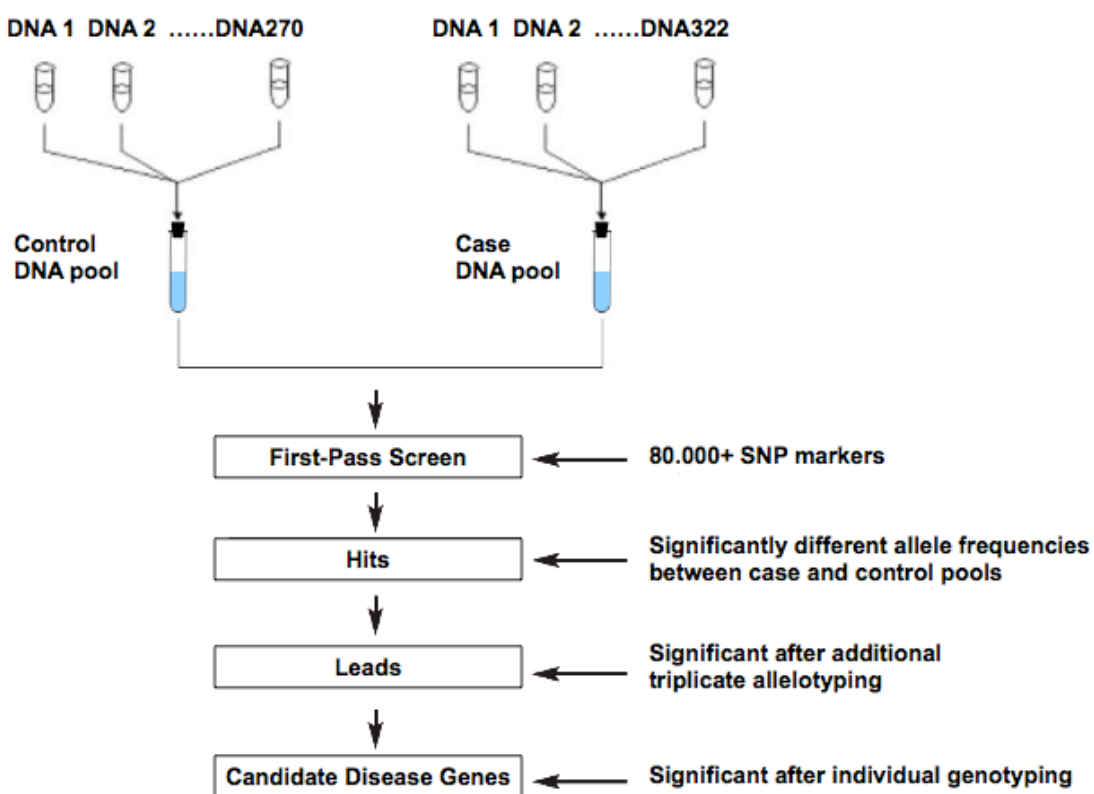 DNA 1 DNA 2 ......DNA270
DNA 1 DNA 2 ......DNA322
Control
DNA pool
Case
DNA pool
First-Pass Screen
80.000+ SNP markers
Hits
Significantly different allele frequencies
between case and control pools
Leads
Significant after additional
triplicate allelotyping
Candidate Disease Genes
Significant after individual genotyping